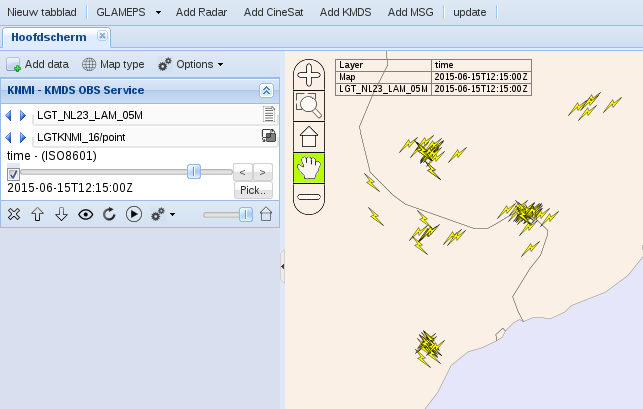 Nieuw tabblad GLAMEPS Add Radar Add CineSat Add KMDS Add MSG update
Hoofdscherm
Add data Map type Options
KNMI - KMDS OBS Service
LGT_NL23_LAM_05M
LGTKNMI_16/point
time - (ISO8601)
< >
2015-06-15T12:15:00Z Pick..
Layer time
Map 2015-06-15T12:15:00Z
LGT_NL23_LAM_05M 2015-06-15T12:15:00Z